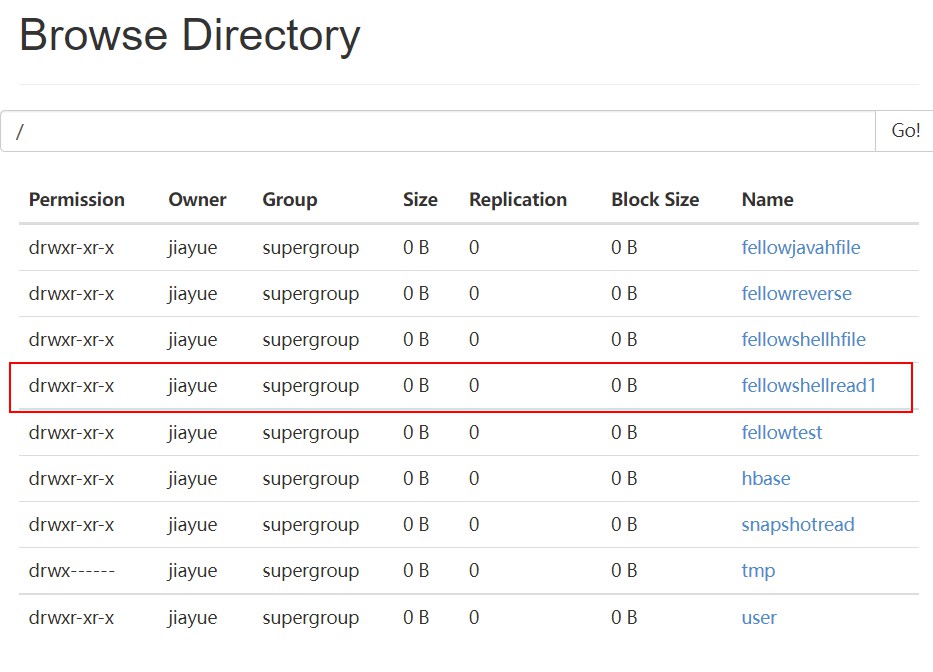 Browse Directory
/ Go!
Permission Owner Group Size Replication Block Size Name
drwxr-xr-x jiayue supergroup 0 B 0 0 B fellowjavahfile
drwxr-xr-x jiayue supergroup 0 B 0 0 B fellowreverse
drwxr-xr-x jiayue supergroup 0 B 0 0 B fellowshellhfile
drwxr-xr-x jiayue supergroup 0 B 0 0 B fellowshellread1
drwxr-xr-x jiayue supergroup 0 B 0 0 B fellowtest
drwxr-xr-x jiayue supergroup 0 B 0 0 B hbase
drwxr-xr-x jiayue supergroup 0 B 0 0 B snapshotread
drwx------ jiayue supergroup 0 B 0 0 B tmp
drwxr-xr-x jiayue supergroup 0 B 0 0 B user